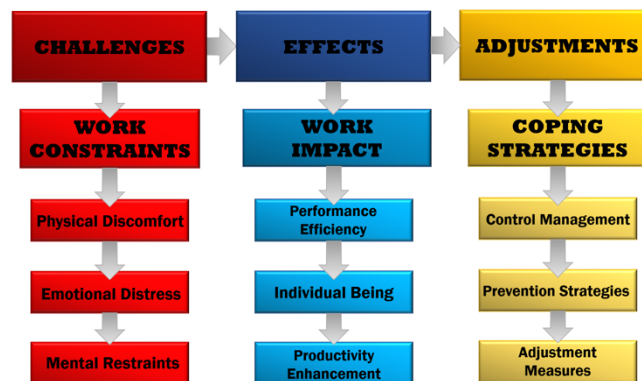 CHALLENGES
EFFECTS
ADJUSTMENTS
WORK
CONSTRAINTS
WORK
IMPACT
COPING
STRATEGIES
Physical Discomfort
Performance
Efficiency
Control Management
Emotional Distress
Individual Being
Prevention Strategies
Mental Restraints
Productivity
Enhancement
Adjustment
Measures